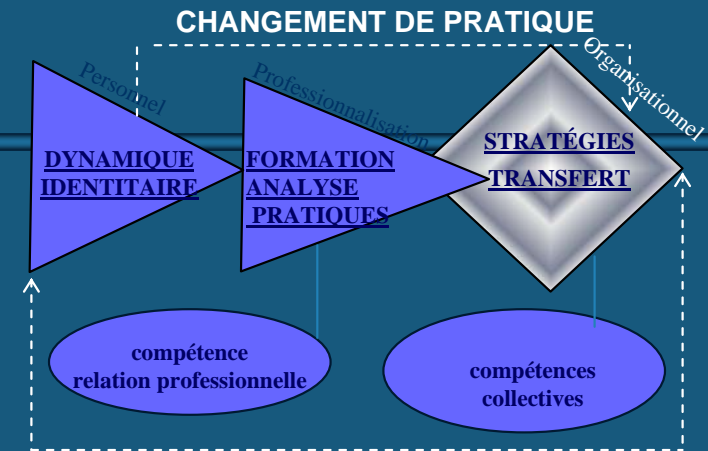 CHANGEMENT DE PRATIQUE
Personnel
Professionnalisation
Organisationnel
DYNAMIQUE
IDENTITAIRE
FORMATION
ANALYSE
PRATIQUES
STRATÉGIES
TRANSFERT
compétence
relation professionnelle
compétences
collectives